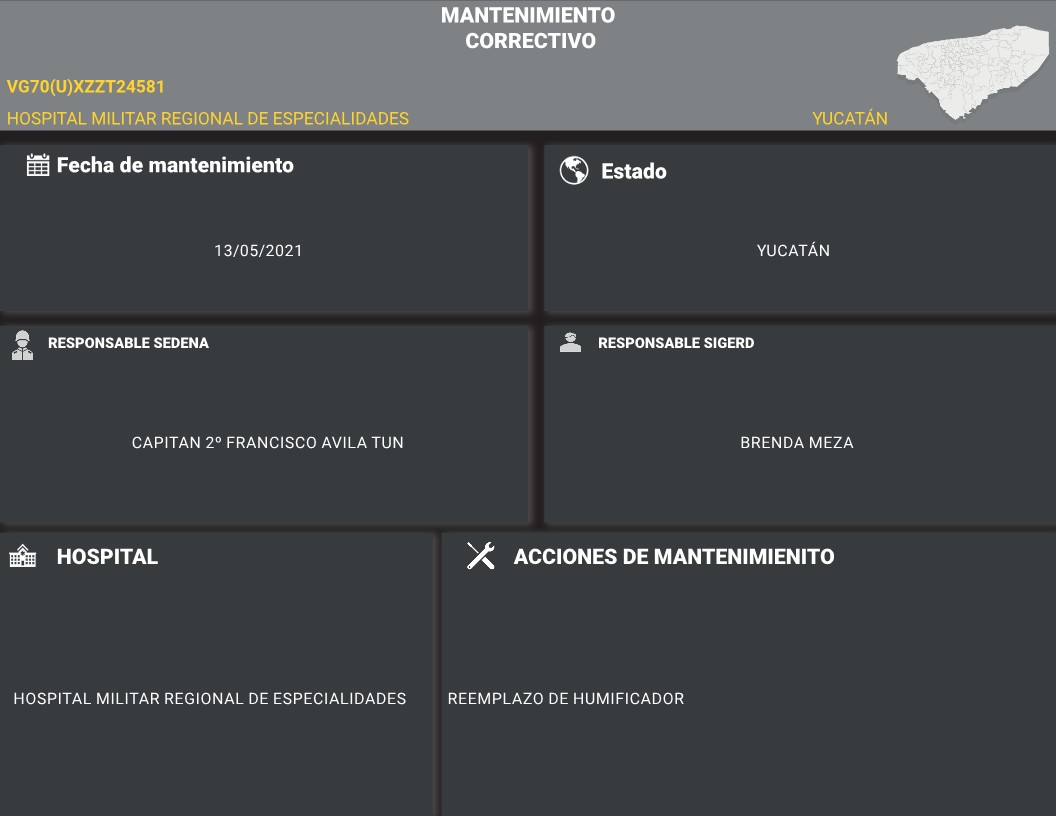 MANTENIMIENTO
CORRECTIVO
VG70(U)XZZT24581
HOSPITAL MILITAR REGIONAL DE ESPECIALIDADES
YUCATÁN
Fecha de mantenimiento
13/05/2021
Estado
YUCATÁN
RESPONSABLE SEDENA
CAPITAN 2º FRANCISCO AVILA TUN
RESPONSABLE SIGERD
BRENDA MEZA
HOSPITAL
HOSPITAL MILITAR REGIONAL DE ESPECIALIDADES
ACCIONES DE MANTENIMIENITO
REEMPLAZO DE HUMIFICADOR